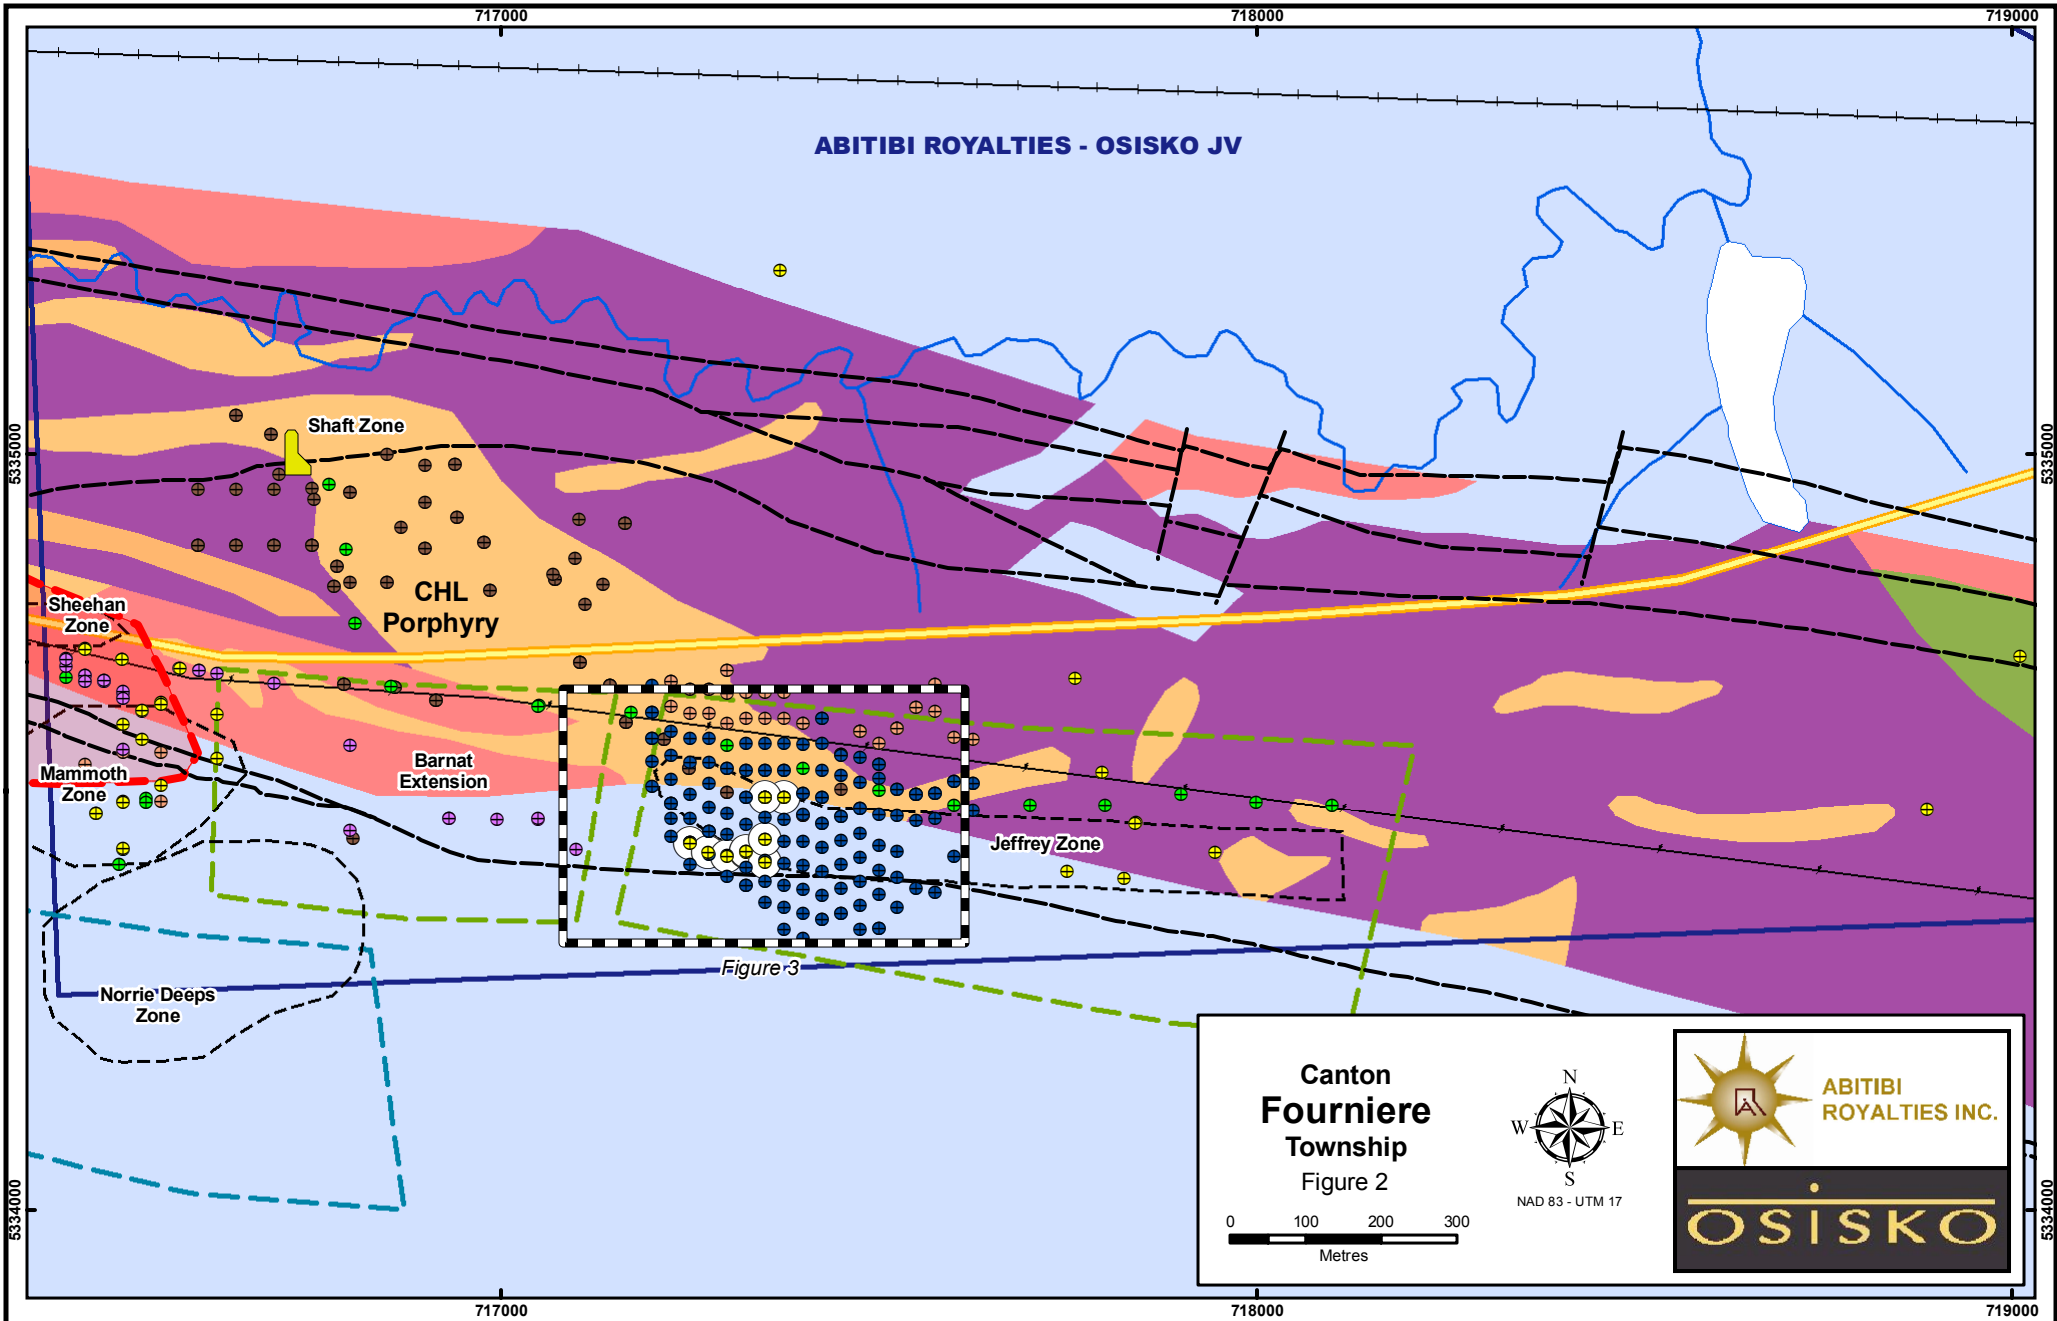 717000
718000
719000
ABITIBI ROYALTIES - OSISKO JV
5335000
5335000
Shaft Zone
CHL
Porphyry
Sheehan
Zone
Mammoth
Zone
Barnat
Extension
Jeffrey Zone
Figure 3
Norrie Deeps
Zone
5334000
5334000
Canton
Fourniere
Township
Figure 2
0 100 200 300
Metres
N
W E
S
NAD 83 - UTM 17
ABITIBI
ROYALTIES INC.
OSISKO
717000
718000
719000